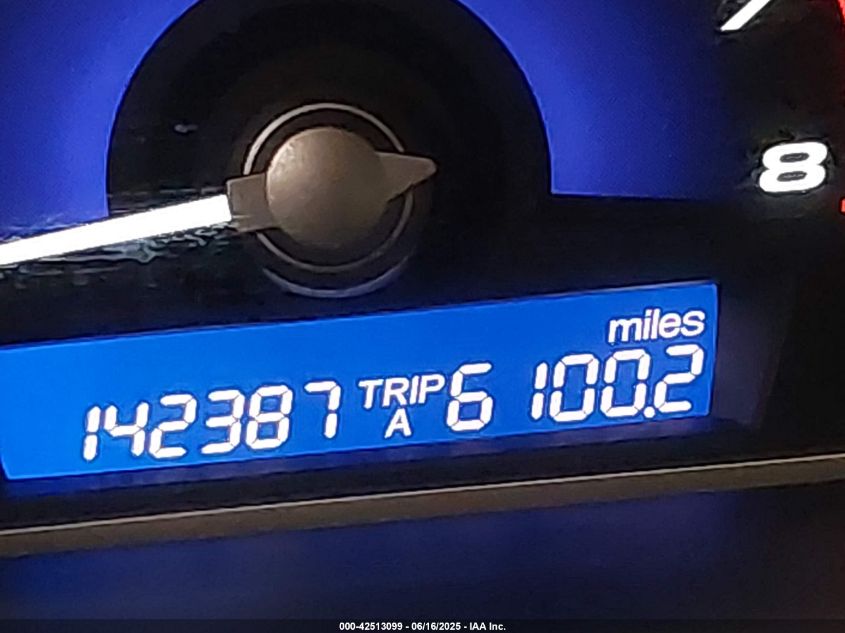 8
miles
142387 TRIP A 6 100.2
000-42513099 - 06/16/2025 - IAA Inc.